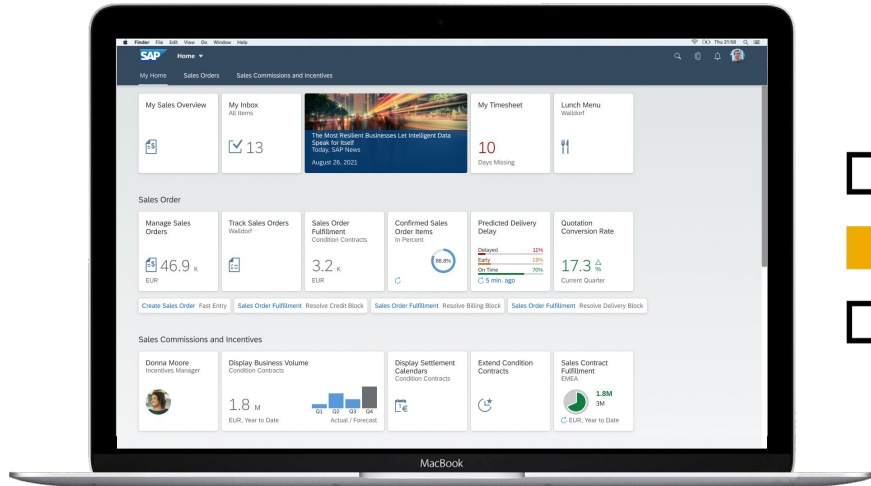 Finder File Edit View Go Window Help
Thu 21:56
SAP Home
My Home Sales Orders Sales Commissions and Incentives
My Sales Overview
My Inbox
All Items
13
The Most Resilient Businesses Let Intelligent Data
Speak for Itself
Today, SAP News
August 26, 2021
My Timesheet
10
Days Missing
Lunch Menu
Walldorf
Sales Order
Manage Sales
Orders
46.9 K
EUR
Track Sales Orders
Walldorf
Sales Order
Fulfillment
Condition Contracts
3.2 K
EUR
Confirmed Sales
Order Items
In Percent
88.8%
Predicted Delivery
Delay
Delayed 11%
Early 19%
On Time 70%
5 min. ago
Quotation
Conversion Rate
17.3 %
Current Quarter
Create Sales Order Fast Entry
Sales Order Fulfillment Resolve Credit Block
Sales Order Fulfillment Resolve Billing Block
Sales Order Fulfillment Resolve Delivery Block
Sales Commissions and Incentives
Donna Moore
Incentives Manager
Display Business Volume
Condition Contracts
1.8 M
EUR, Year to Date
Q1 Q2 Q3 Q4
Actual / Forecast
Display Settlement
Calendars
Condition Contracts
1 €
Extend Condition
Contracts
Sales Contract
Fulfillment
EMEA
1.8M
3M
EUR, Year to Date
MacBook